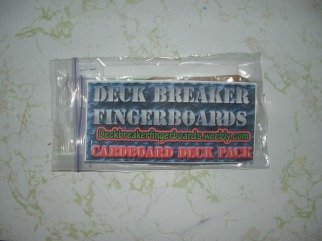 DECK BREAKER
FINGERBOARDS
Deckbreakerfingerboards.weebly.com
CARDBOARD DECK PACK